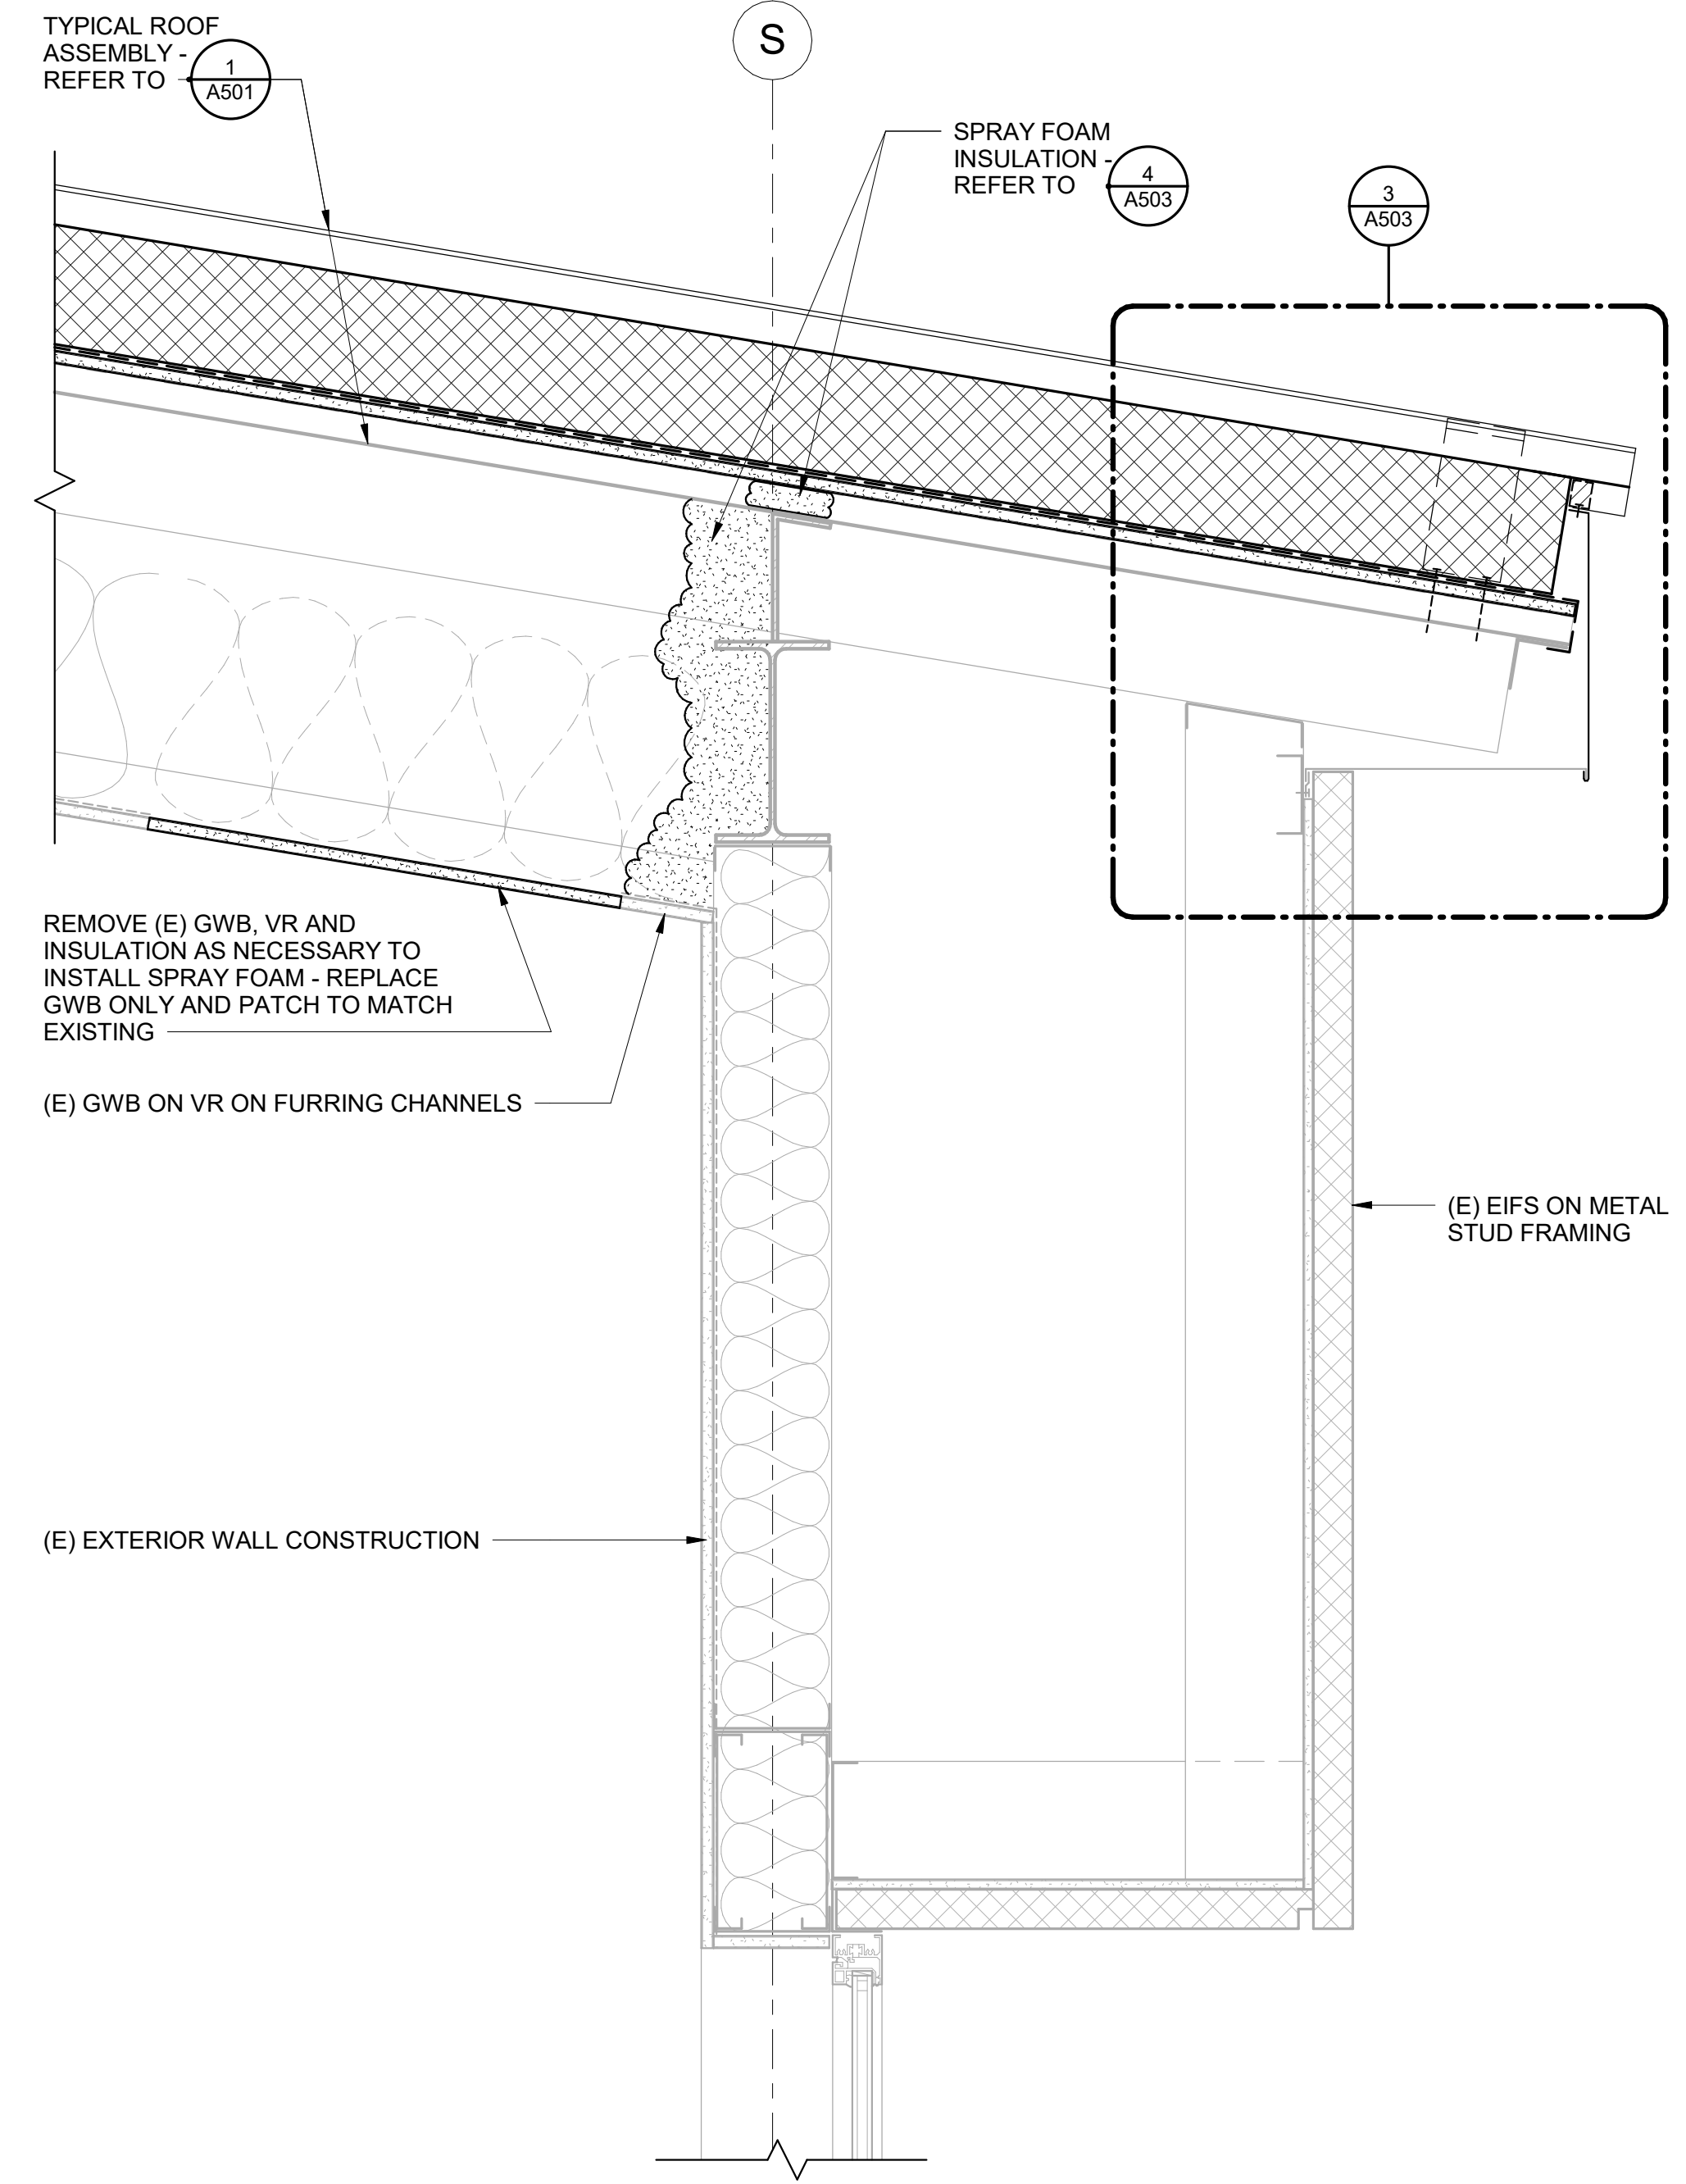 TYPICAL ROOF
ASSEMBLY -
REFER TO
1
A501
S
SPRAY FOAM
INSULATION -
REFER TO
4
A503
3
A503
REMOVE (E) GWB, VR AND
INSULATION AS NECESSARY TO
INSTALL SPRAY FOAM - REPLACE
GWB ONLY AND PATCH TO MATCH
EXISTING
(E) GWB ON VR ON FURRING CHANNELS
(E) EIFS ON METAL
STUD FRAMING
(E) EXTERIOR WALL CONSTRUCTION